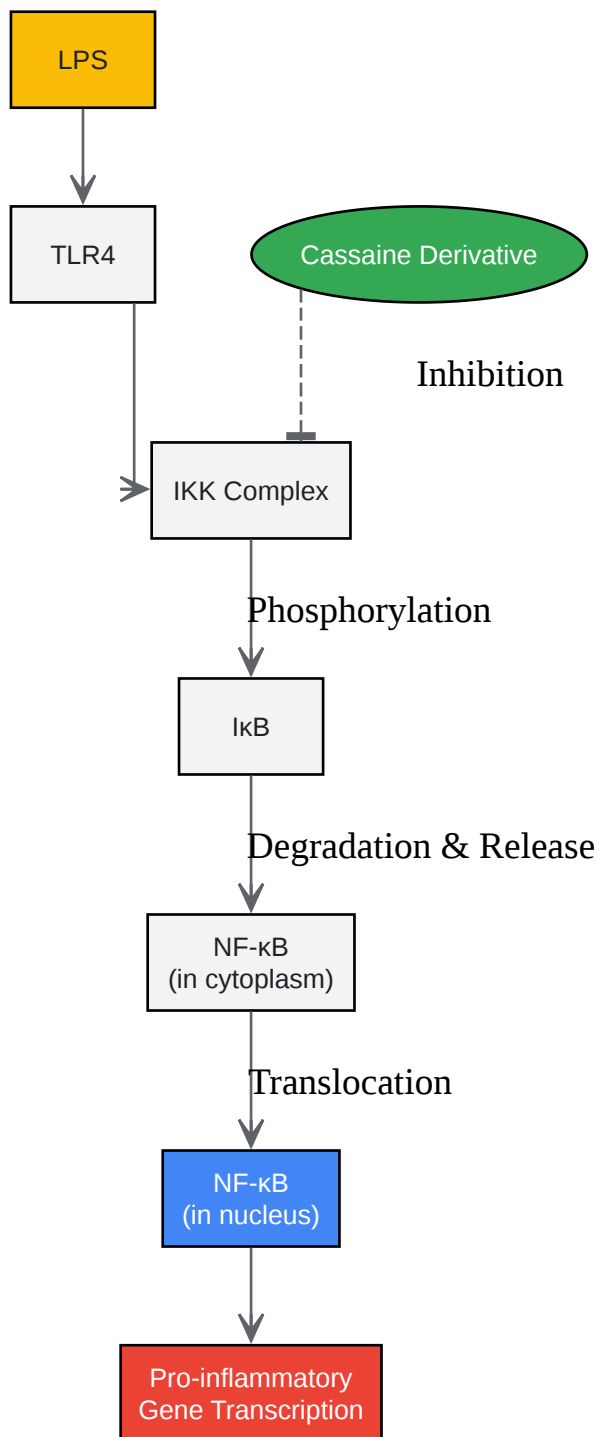 LPS
TLR4
Cassaine Derivative
Inhibition
IKK Complex
Phosphorylation
IκB
Degradation & Release
NF-κB
(in cytoplasm)
Translocation
NF-κB
(in nucleus)
Pro-inflammatory
Gene Transcription